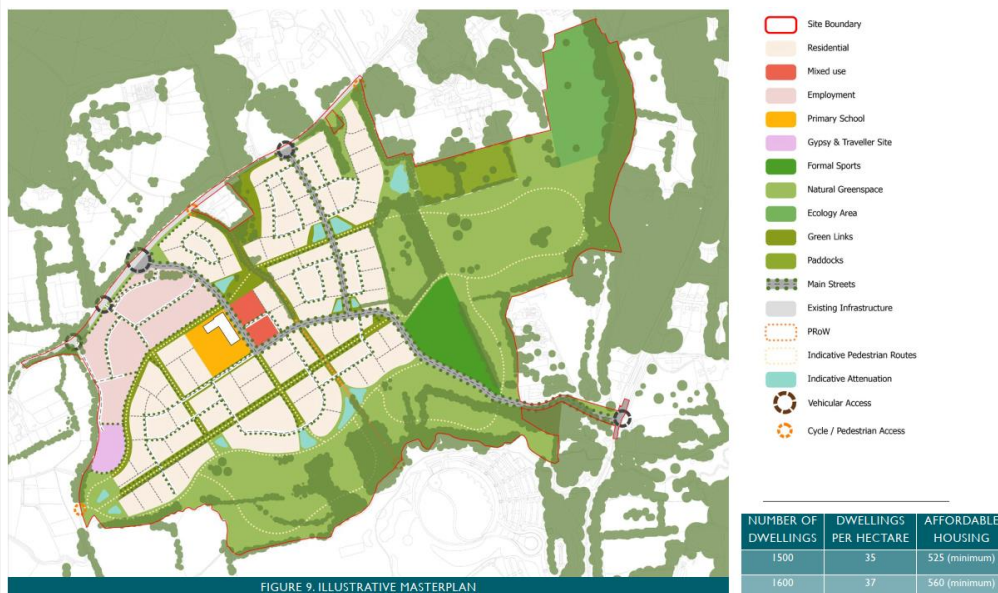 Site Boundary
Residential
Mixed use
Employment
Primary School
Gypsy & Traveller Site
Formal Sports
Natural Greenspace
Ecology Area
Green Links
Paddocks
Main Streets
Existing Infrastructure
PRoW
Indicative Pedestrian Routes
Indicative Attenuation
Vehicular Access
Cycle / Pedestrian Access
NUMBER OF DWELLINGS PER AFFORDABLE
DWELLINGS HECTARE HOUSING
1500 35 525 (minimum)
1600 37 560 (minimum)
FIGURE 9. ILLUSTRATIVE MASTERPLAN